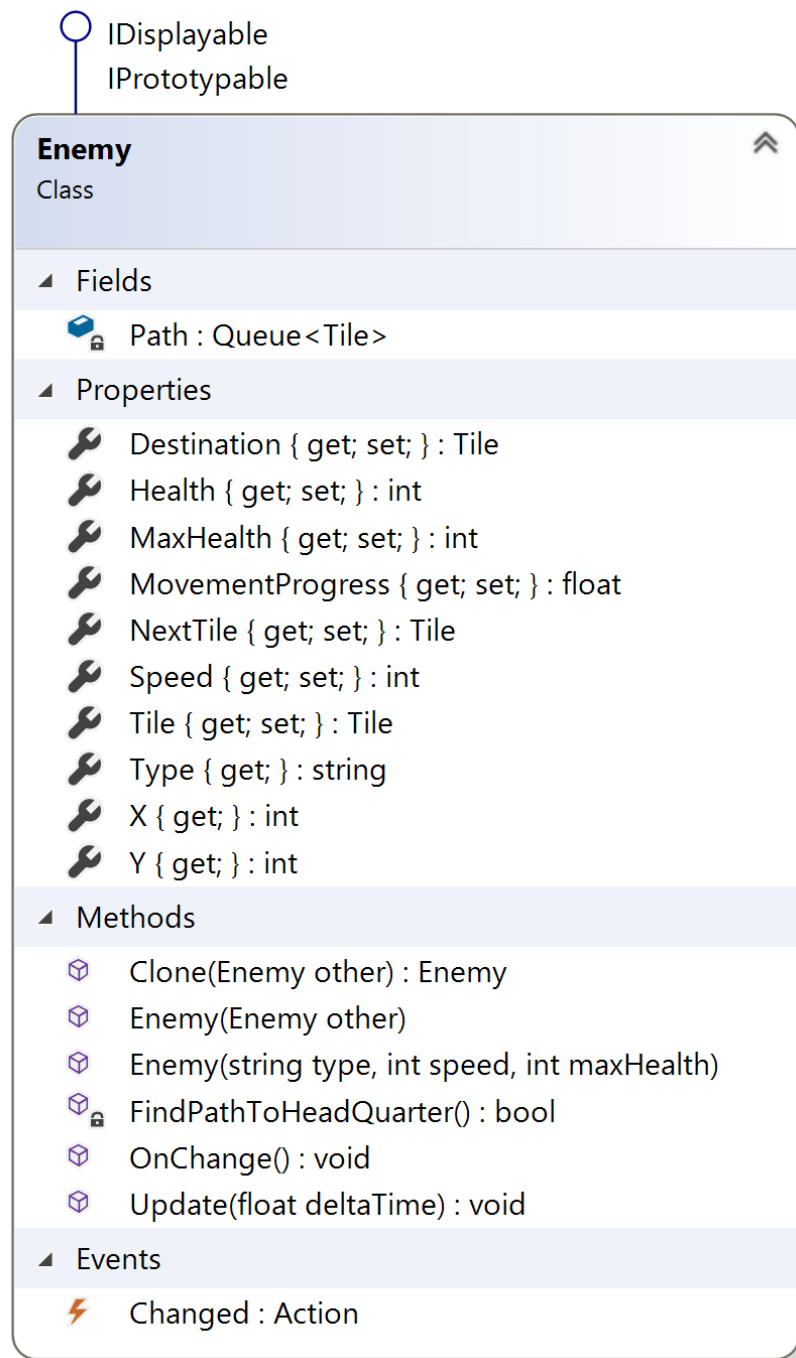 IDisplayable
IPrototypable
Enemy
Class
Fields
Path : Queue<Tile>
Properties
Destination { get; set; } : Tile
Health { get; set; } : int
MaxHealth { get; set; } : int
MovementProgress { get; set; } : float
NextTile { get; set; } : Tile
Speed { get; set; } : int
Tile { get; set; } : Tile
Type { get; } : string
X { get; } : int
Y { get; } : int
Methods
Clone(Enemy other) : Enemy
Enemy(Enemy other)
Enemy(string type, int speed, int maxHealth)
FindPathToHeadQuarter() : bool
OnChange() : void
Update(float deltaTime) : void
Events
Changed : Action